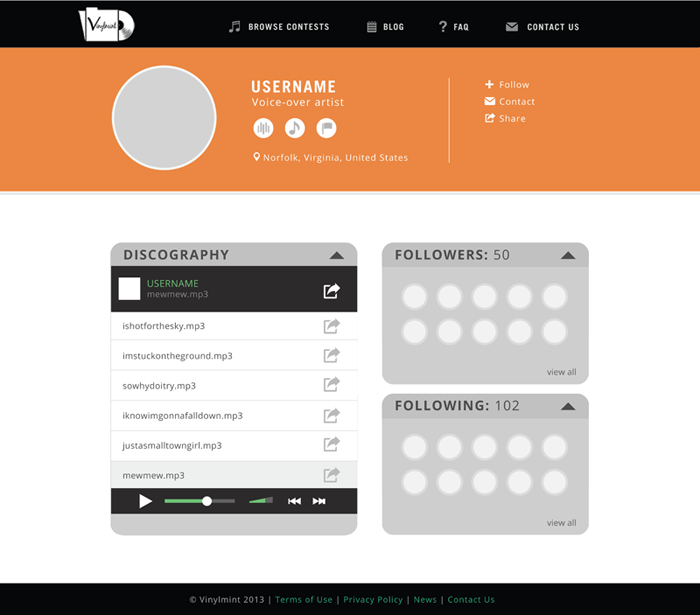 Vinylmint
BROWSE CONTESTS
BLOG
FAQ
CONTACT US
USERNAME
Voice-over artist
Norfolk, Virginia, United States
Follow
Contact
Share
DISCOGRAPHY
USERNAME
mewmew.mp3
ishotforthesky.mp3
imstuckontheground.mp3
sowhydoitry.mp3
iknowimgonnafalldown.mp3
justasmalltowngirl.mp3
mewmew.mp3
FOLLOWERS: 50
view all
FOLLOWING: 102
view all
© Vinylmint 2013 | Terms of Use | Privacy Policy | News | Contact Us